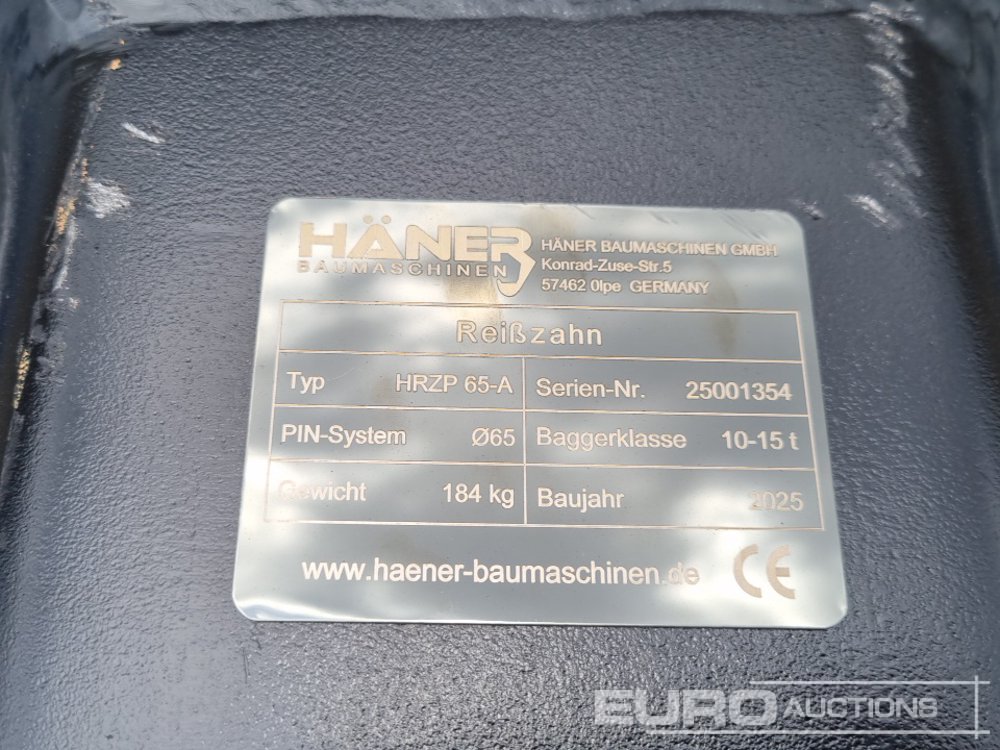 HÄNER
BAUMASCHINEN
HÄNER BAUMASCHINEN GMBH
Konrad-Zuse-Str.5
57462 Olpe GERMANY
Reißzahn
Typ HRZP 65-A Serien-Nr. 25001354
PIN-System Ø65 Baggerklasse 10-15 t
Gewicht 184 kg Baujahr 2025
www.haener-baumaschinen.de CE
EURO AUCTIONS